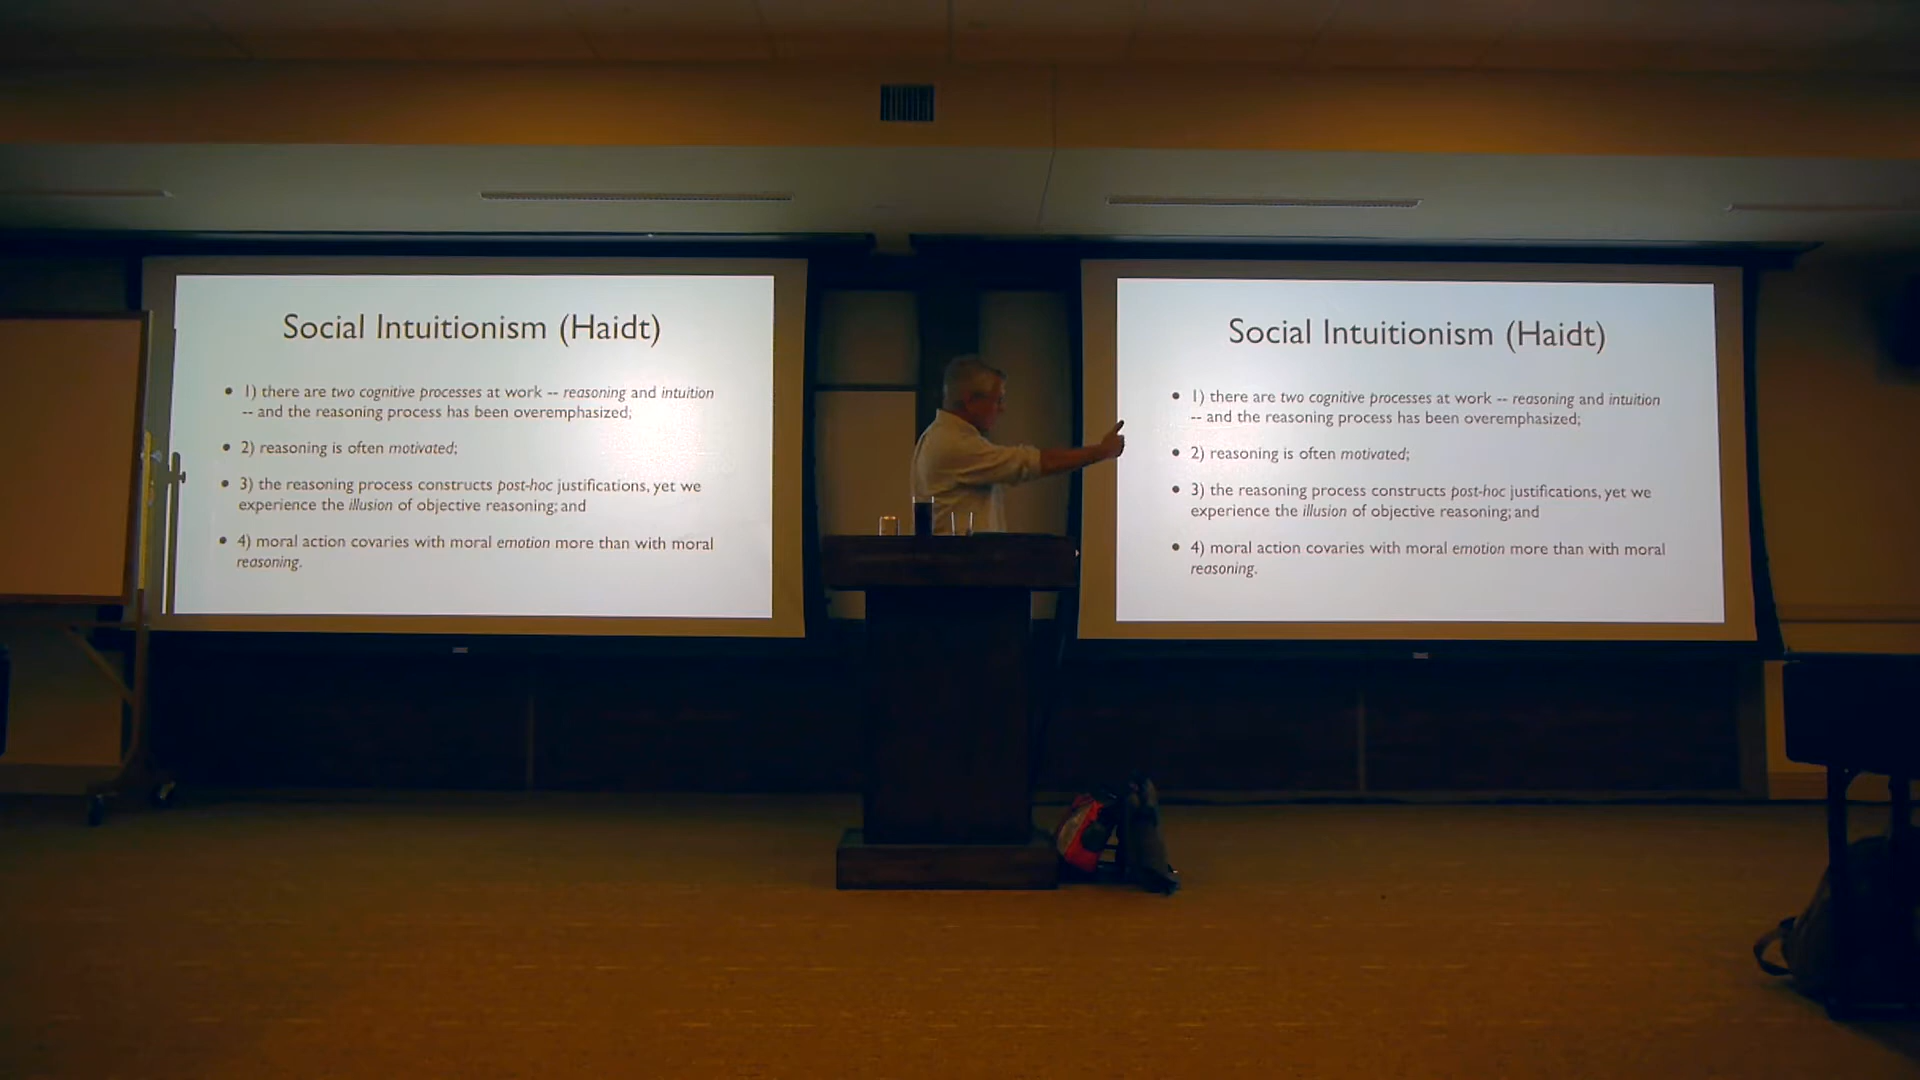 Social Intuitionism (Haidt)
• 1) there are two cognitive processes at work -- reasoning and intuition
-- and the reasoning process has been overemphasized;
• 2) reasoning is often motivated;
• 3) the reasoning process constructs post-hoc justifications, yet we
experience the illusion of objective reasoning; and
• 4) moral action covaries with moral emotion more than with moral
reasoning.
Social Intuitionism (Haidt)
• 1) there are two cognitive processes at work -- reasoning and intuition
-- and the reasoning process has been overemphasized;
• 2) reasoning is often motivated;
• 3) the reasoning process constructs post-hoc justifications, yet we
experience the illusion of objective reasoning; and
• 4) moral action covaries with moral emotion more than with moral
reasoning.